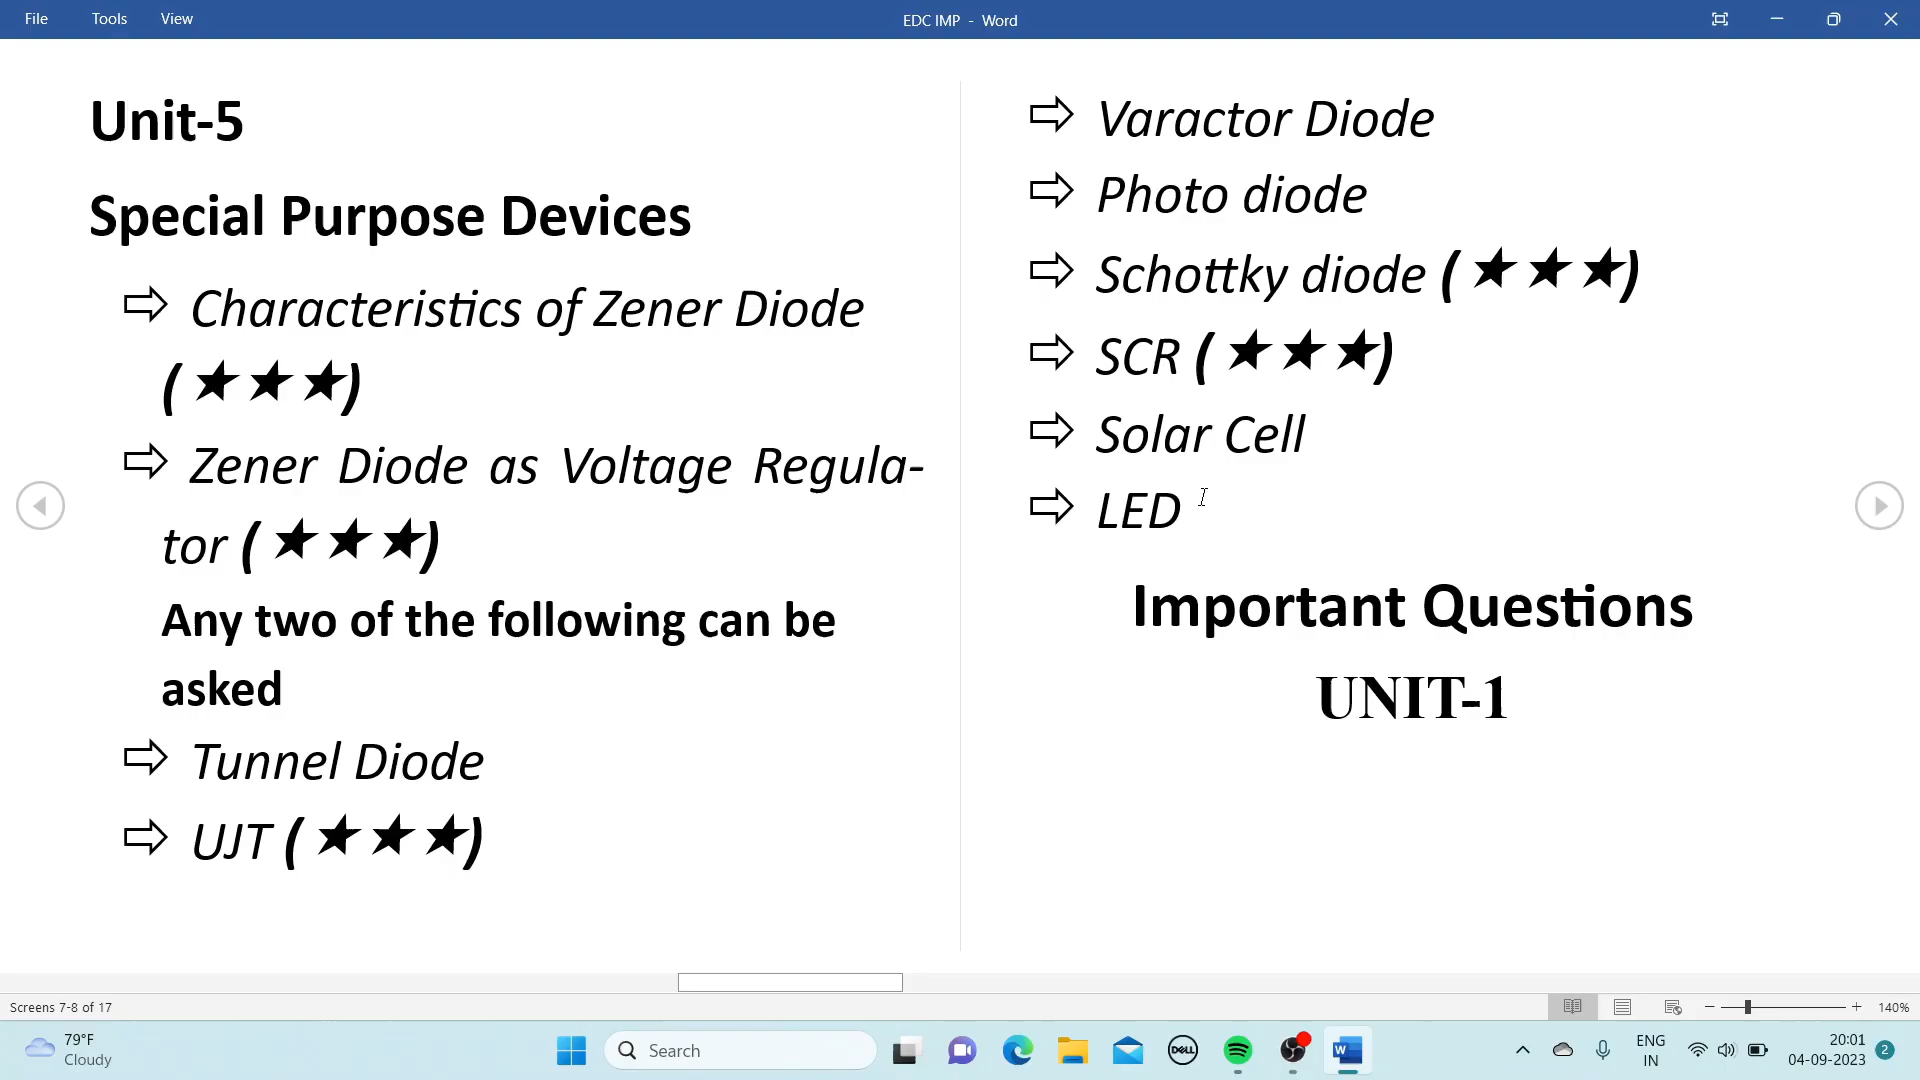 File Tools View
EDC IMP - Word
Unit-5
Special Purpose Devices
⇨ Characteristics of Zener Diode
(★★★)
⇨ Zener Diode as Voltage Regula-
tor (★★★)
Any two of the following can be
asked
⇨ Tunnel Diode
⇨ UJT (★★★)
⇨ Varactor Diode
⇨ Photo diode
⇨ Schottky diode (★★★)
⇨ SCR (★★★)
⇨ Solar Cell
⇨ LED
Important Questions
UNIT-1
Screens 7-8 of 17
140%
79°F
Cloudy
Search
DELL
W
ENG
IN
20:01
04-09-2023
2